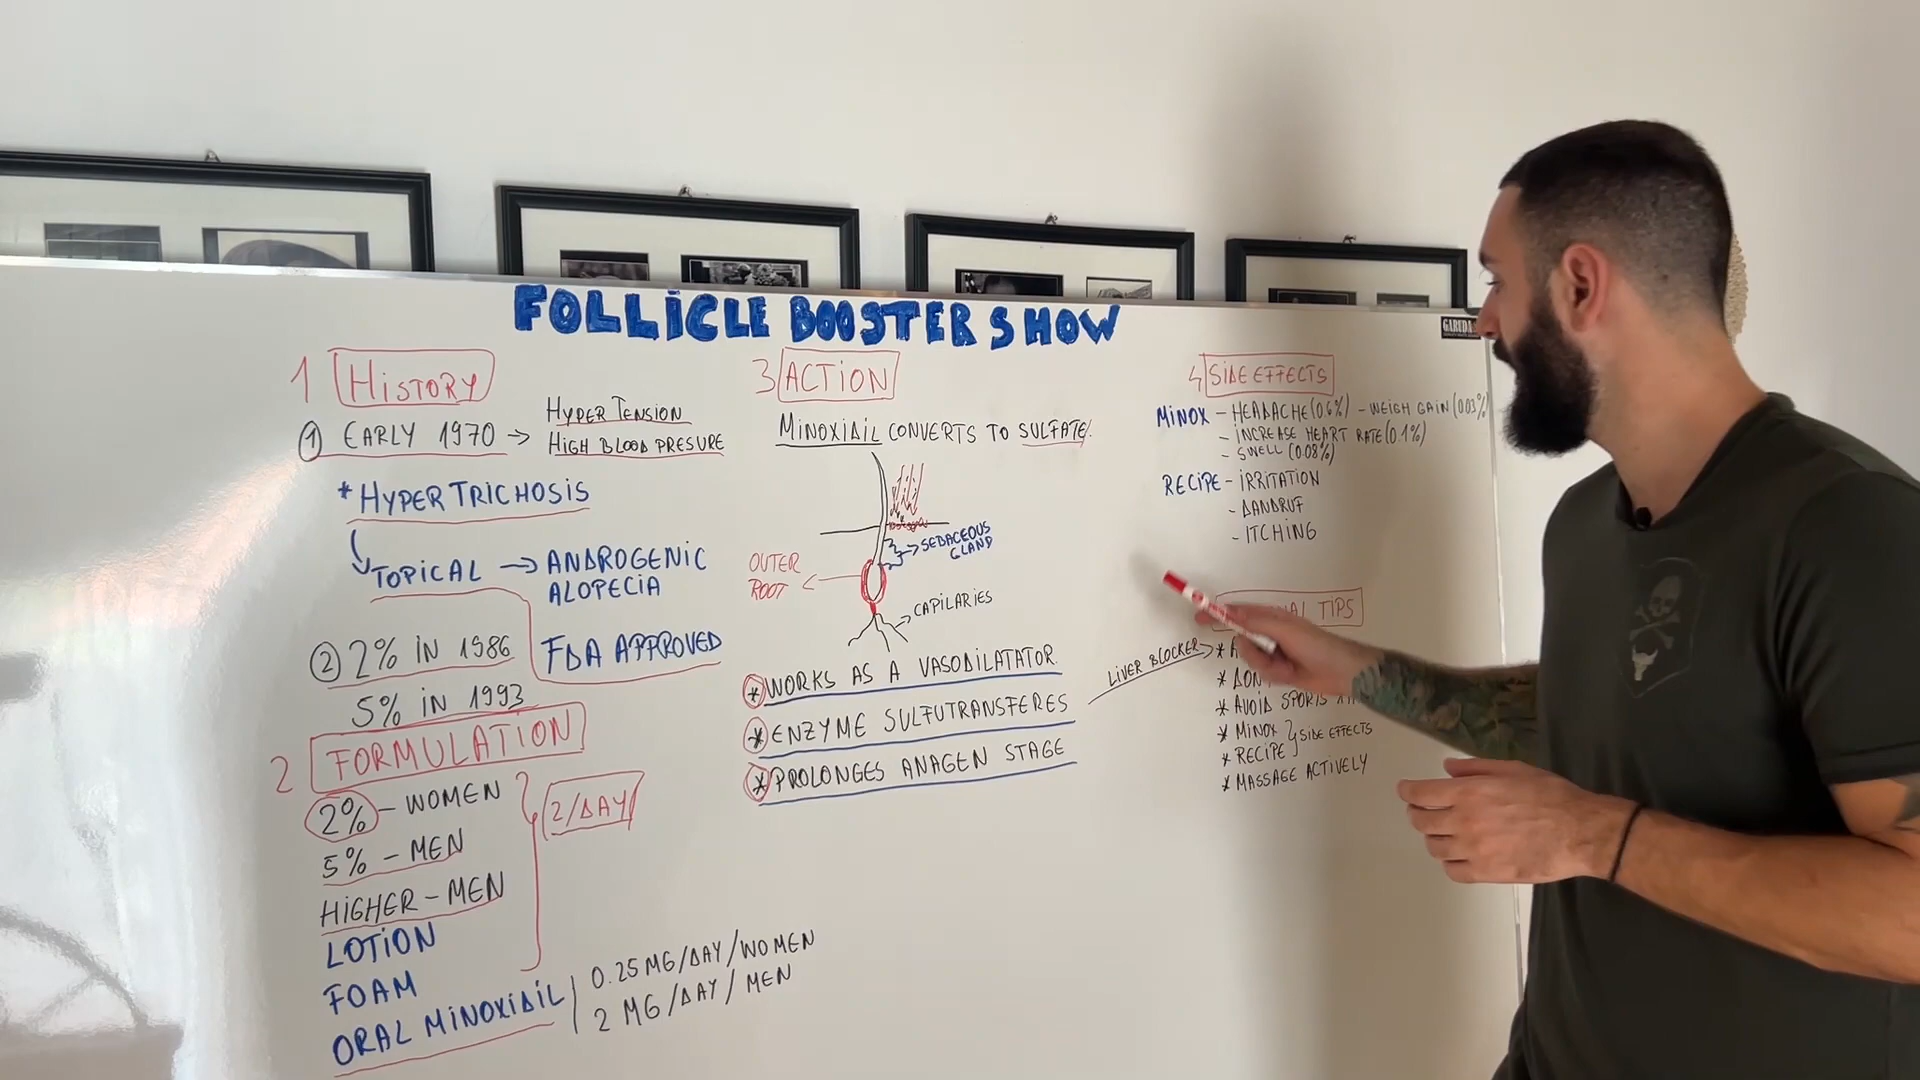 FOLLICLE BOOSTER SHOW
1 HISTORY
1 EARLY 1970 → HYPER TENSION
HIGH BLOOD PRESURE
* HYPERTRICHOSIS
TOPICAL → ANDROGENIC
ALOPECIA
FDA APPROVED
2 2% IN 1986
5% IN 1993
2 FORMULATION
2% - WOMEN
5% - MEN
HIGHER - MEN
2/DAY
LOTION
FOAM
ORAL MINOXIDIL
0.25 MG/DAY/WOMEN
2 MG/DAY/MEN
3 ACTION
MINOXIDIL CONVERTS TO SULFATE.
SEBACEOUS
GLAND
OUTER
ROOT
CAPILARIES
* WORKS AS A VASODILATATOR.
* ENZYME SULFUTRANSFERES
* PROLONGES ANAGEN STAGE
LIVER BLOCKER
4 SIDE EFFECTS
MINOX - HEADACHE (0.6%) - WEIGH GAIN (0.03%)
- INCREASE HEART RATE (0.1%)
- SWELL (0.08%)
RECIPE - IRRITATION
- DANDRUF
- ITCHING
TIPS
* AVOID SPORTS
* MINOX
* RECIPE
SIDE EFFECTS
* MASSAGE ACTIVELY